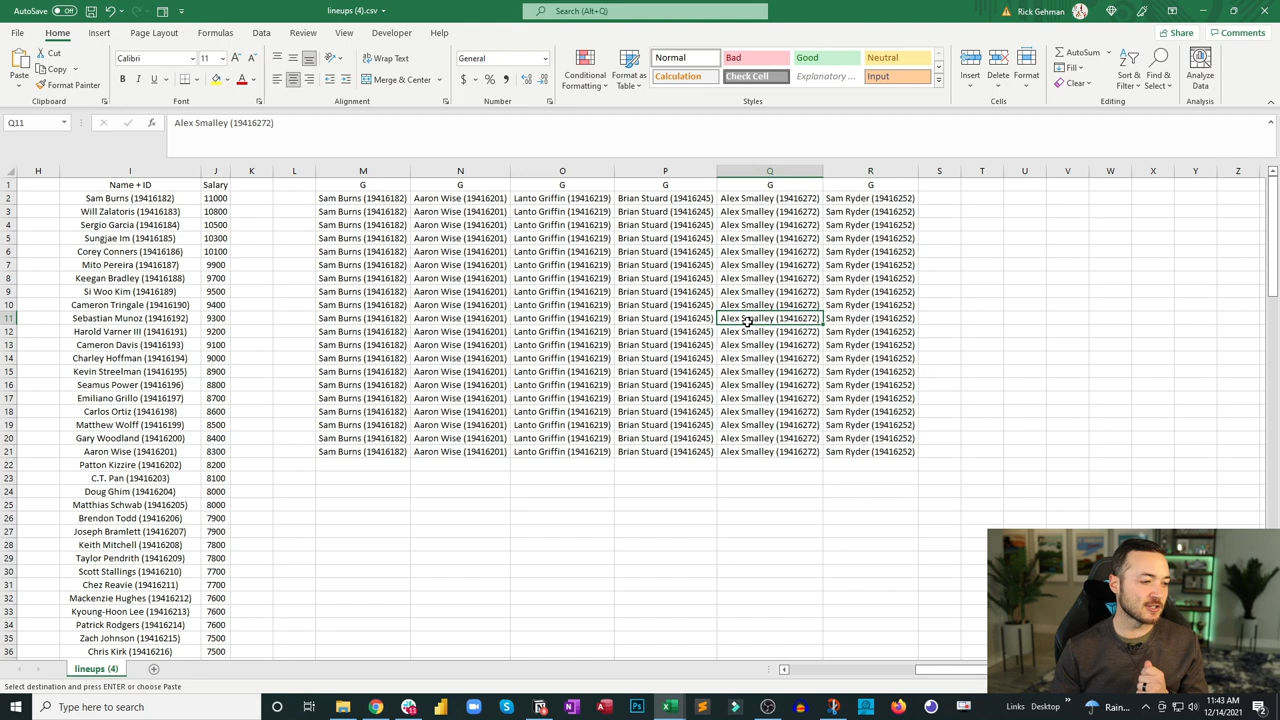 AutoSave Off lineups (4).csv Search (Alt+Q) Rick Gehman
File Home Insert Draw Page Layout Formulas Data Review View Developer Help Share Comments
Paste Cut Copy Format Painter Clipboard
Calibri 11 B I U A Font
Wrap Text Merge & Center Alignment
General $ % Number
Conditional Formatting Format as Table Normal Bad Good Neutral Calculation Check Cell Explanatory ... Input Styles
Insert Delete Format Cells
AutoSum Fill Clear Sort & Filter Find & Select Editing
Analyze Data Analysis
Q11 fx Alex Smalley (19416272)
H I J K L M N O P Q R S T U V W X Y Z
1 Name + ID Salary G G G G G G
2 Sam Burns (19416182) 11000 Sam Burns (19416182) Aaron Wise (19416201) Lanto Griffin (19416219) Brian Stuard (19416245) Alex Smalley (19416272) Sam Ryder (19416252)
3 Will Zalatoris (19416183) 10800 Sam Burns (19416182) Aaron Wise (19416201) Lanto Griffin (19416219) Brian Stuard (19416245) Alex Smalley (19416272) Sam Ryder (19416252)
4 Sergio Garcia (19416184) 10500 Sam Burns (19416182) Aaron Wise (19416201) Lanto Griffin (19416219) Brian Stuard (19416245) Alex Smalley (19416272) Sam Ryder (19416252)
5 Sungjae Im (19416185) 10300 Sam Burns (19416182) Aaron Wise (19416201) Lanto Griffin (19416219) Brian Stuard (19416245) Alex Smalley (19416272) Sam Ryder (19416252)
6 Corey Conners (19416186) 10100 Sam Burns (19416182) Aaron Wise (19416201) Lanto Griffin (19416219) Brian Stuard (19416245) Alex Smalley (19416272) Sam Ryder (19416252)
7 Mito Pereira (19416187) 9900 Sam Burns (19416182) Aaron Wise (19416201) Lanto Griffin (19416219) Brian Stuard (19416245) Alex Smalley (19416272) Sam Ryder (19416252)
8 Keegan Bradley (19416188) 9700 Sam Burns (19416182) Aaron Wise (19416201) Lanto Griffin (19416219) Brian Stuard (19416245) Alex Smalley (19416272) Sam Ryder (19416252)
9 Si Woo Kim (19416189) 9500 Sam Burns (19416182) Aaron Wise (19416201) Lanto Griffin (19416219) Brian Stuard (19416245) Alex Smalley (19416272) Sam Ryder (19416252)
10 Cameron Tringale (19416190) 9400 Sam Burns (19416182) Aaron Wise (19416201) Lanto Griffin (19416219) Brian Stuard (19416245) Alex Smalley (19416272) Sam Ryder (19416252)
11 Sebastian Munoz (19416192) 9300 Sam Burns (19416182) Aaron Wise (19416201) Lanto Griffin (19416219) Brian Stuard (19416245) Alex Smalley (19416272) Sam Ryder (19416252)
12 Harold Varner III (19416191) 9200 Sam Burns (19416182) Aaron Wise (19416201) Lanto Griffin (19416219) Brian Stuard (19416245) Alex Smalley (19416272) Sam Ryder (19416252)
13 Cameron Davis (19416193) 9100 Sam Burns (19416182) Aaron Wise (19416201) Lanto Griffin (19416219) Brian Stuard (19416245) Alex Smalley (19416272) Sam Ryder (19416252)
14 Charley Hoffman (19416194) 9000 Sam Burns (19416182) Aaron Wise (19416201) Lanto Griffin (19416219) Brian Stuard (19416245) Alex Smalley (19416272) Sam Ryder (19416252)
15 Kevin Streelman (19416195) 8900 Sam Burns (19416182) Aaron Wise (19416201) Lanto Griffin (19416219) Brian Stuard (19416245) Alex Smalley (19416272) Sam Ryder (19416252)
16 Seamus Power (19416196) 8800 Sam Burns (19416182) Aaron Wise (19416201) Lanto Griffin (19416219) Brian Stuard (19416245) Alex Smalley (19416272) Sam Ryder (19416252)
17 Emiliano Grillo (19416197) 8700 Sam Burns (19416182) Aaron Wise (19416201) Lanto Griffin (19416219) Brian Stuard (19416245) Alex Smalley (19416272) Sam Ryder (19416252)
18 Carlos Ortiz (19416198) 8600 Sam Burns (19416182) Aaron Wise (19416201) Lanto Griffin (19416219) Brian Stuard (19416245) Alex Smalley (19416272) Sam Ryder (19416252)
19 Matthew Wolff (19416199) 8500 Sam Burns (19416182) Aaron Wise (19416201) Lanto Griffin (19416219) Brian Stuard (19416245) Alex Smalley (19416272) Sam Ryder (19416252)
20 Gary Woodland (19416200) 8400 Sam Burns (19416182) Aaron Wise (19416201) Lanto Griffin (19416219) Brian Stuard (19416245) Alex Smalley (19416272) Sam Ryder (19416252)
21 Aaron Wise (19416201) 8300 Sam Burns (19416182) Aaron Wise (19416201) Lanto Griffin (19416219) Brian Stuard (19416245) Alex Smalley (19416272) Sam Ryder (19416252)
22 Patton Kizzire (19416202) 8200
23 C.T. Pan (19416203) 8100
24 Doug Ghim (19416204) 8000
25 Matthias Schwab (19416205) 8000
26 Brendon Todd (19416206) 7900
27 Joseph Bramlett (19416207) 7900
28 Keith Mitchell (19416208) 7800
29 Taylor Pendrith (19416209) 7800
30 Scott Stallings (19416210) 7700
31 Chez Reavie (19416211) 7700
32 Mackenzie Hughes (19416212) 7600
33 Kyoung-Hoon Lee (19416213) 7600
34 Patrick Rodgers (19416214) 7600
35 Zach Johnson (19416215) 7500
36 Chris Kirk (19416216) 7500
lineups (4)
Select destination and press ENTER or choose Paste
Type here to search Links Desktop Rain... 11:43 AM
12/14/2021